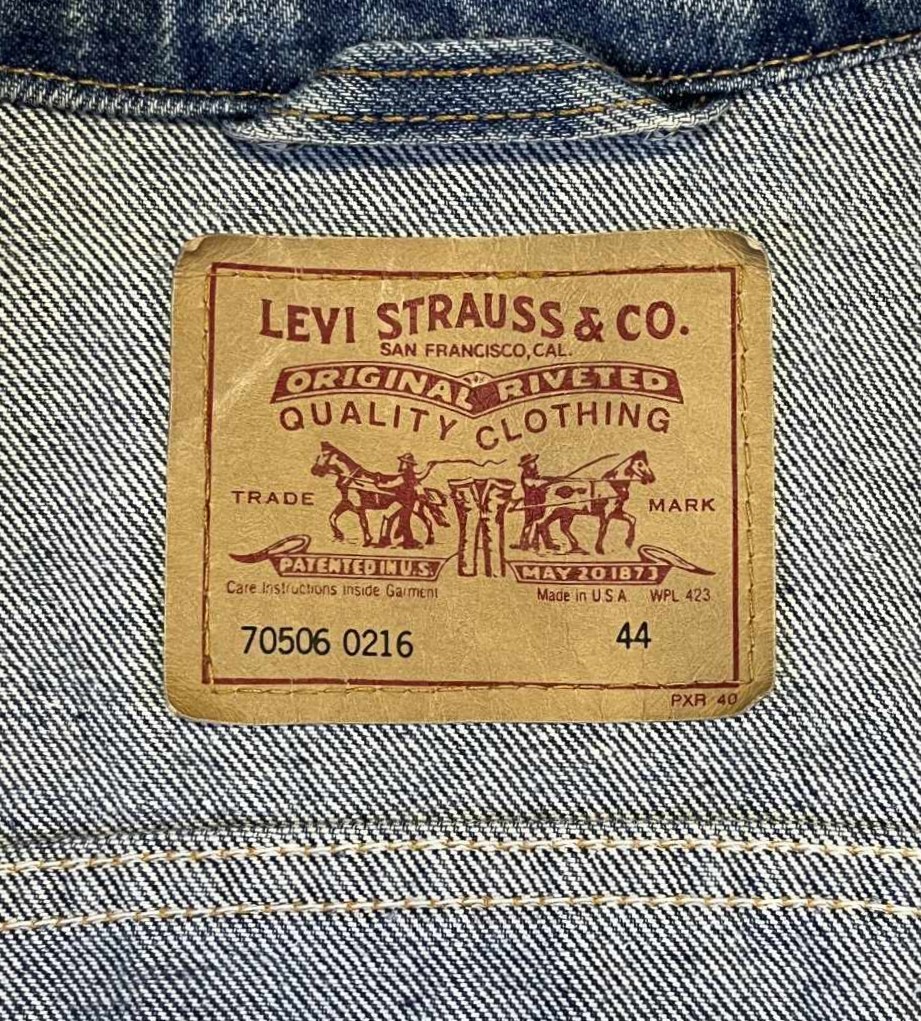 LEVI STRAUSS & CO.
SAN FRANCISCO, CAL.
ORIGINAL RIVETED
QUALITY CLOTHING
TRADE MARK
PATENTED IN U.S. MAY 20 1873
Care Instructions Inside Garment Made in U S A WPL 423
70506 0216 44
PXR 40